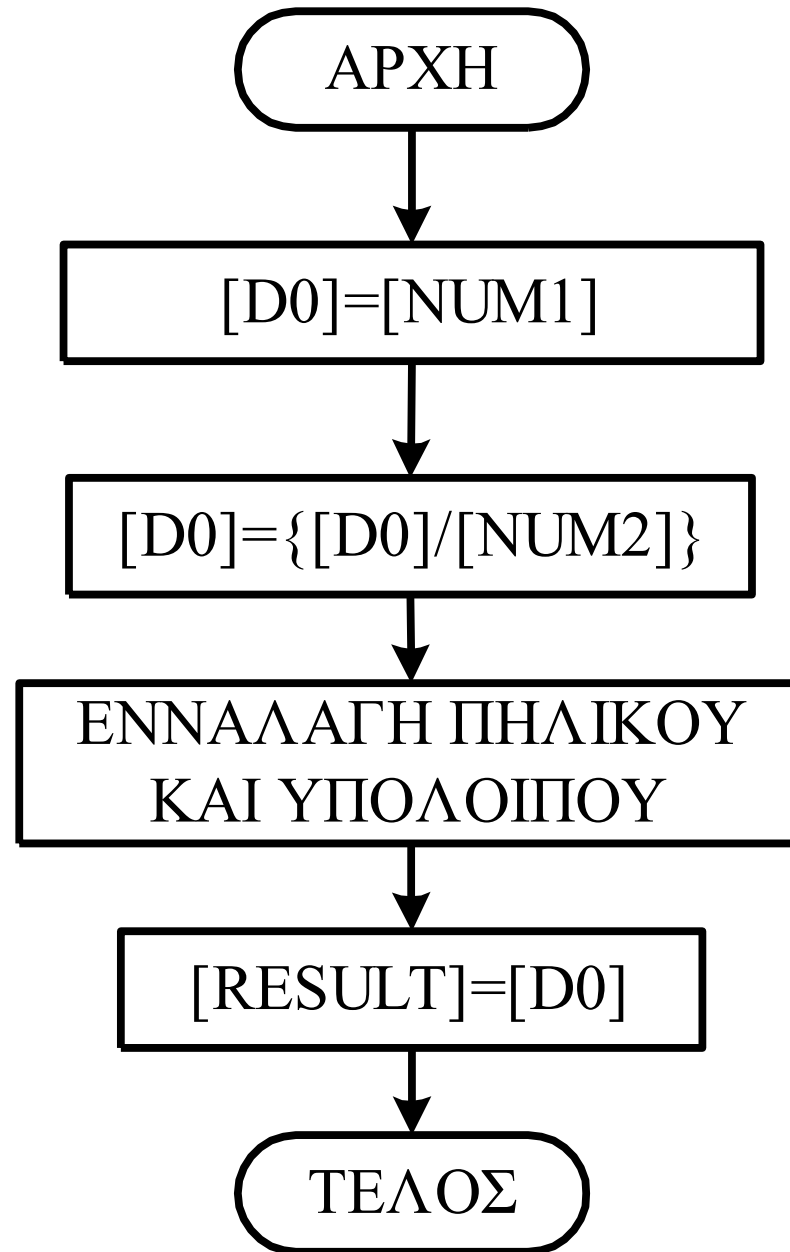 ΑΡΧΗ
[D0]=[NUM1]
[D0]={[D0]/[NUM2]}
ΕΝΝΑΛΑΓΗ ΠΗΛΙΚΟΥ
ΚΑΙ ΥΠΟΛΟΙΠΟΥ
[RESULT]=[D0]
ΤΕΛΟΣ